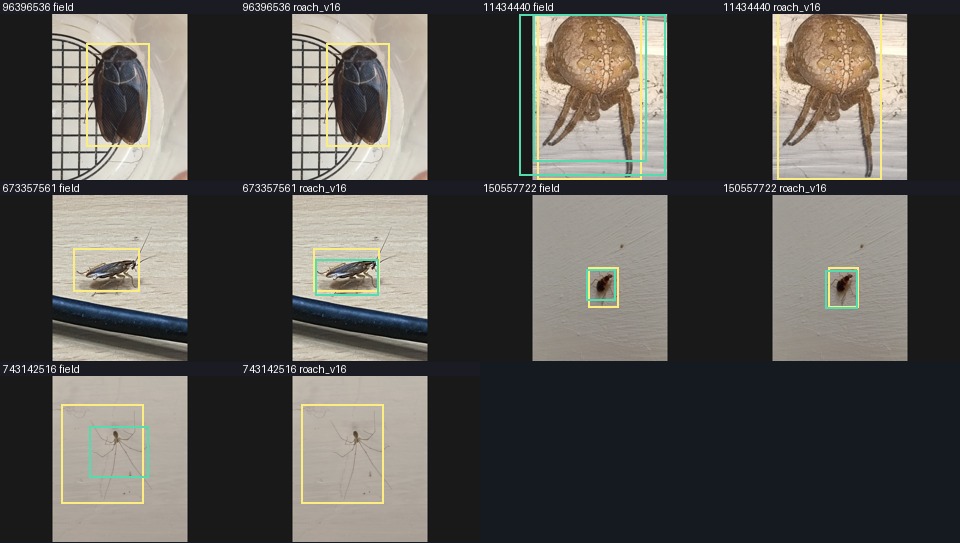 96396536 field
96396536 roach_v16
11434440 field
11434440 roach_v16
673357561 field
673357561 roach_v16
150557722 field
150557722 roach_v16
743142516 field
743142516 roach_v16